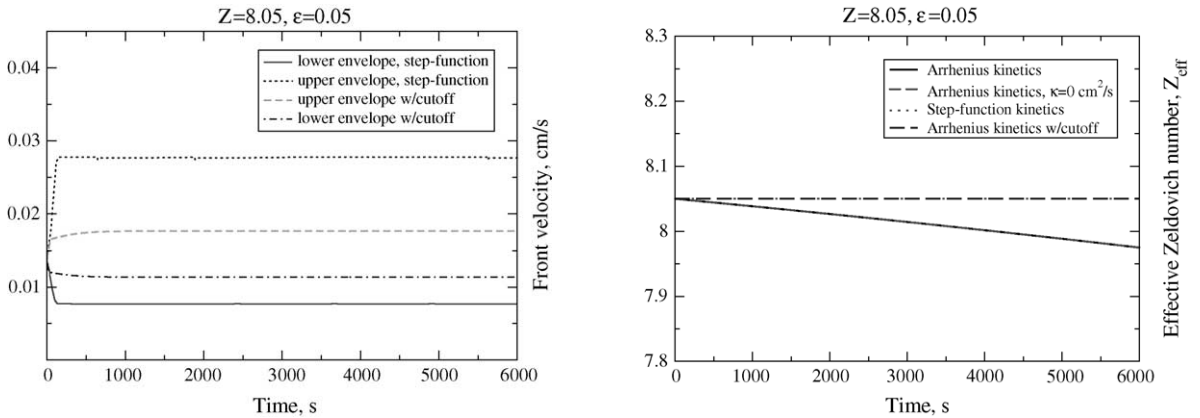 Z=8.05, ε=0.05
0.04
0.03
0.02
0.01
lower envelope, step-function
upper envelope, step-function
upper envelope w/cutoff
lower envelope w/cutoff
Front velocity, cm/s
0 1000 2000 3000 4000 5000 6000
Time, s
Z=8.05, ε=0.05
8.3
8.2
8.1
8
7.9
7.8
Arrhenius kinetics
Arrhenius kinetics, κ=0 cm²/s
Step-function kinetics
Arrhenius kinetics w/cutoff
Effective Zeldovich number, Z_eff
0 1000 2000 3000 4000 5000 6000
Time, s